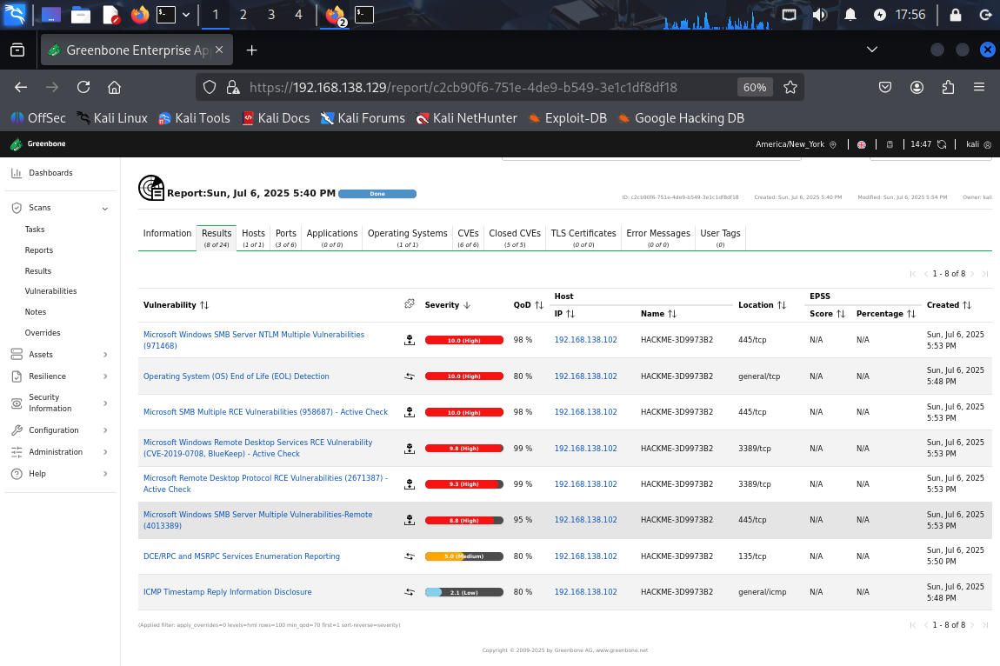 1 2 3 4 2 17:56
Greenbone Enterprise Ap
https://192.168.138.129/report/c2cb90f6-751e-4de9-b549-3e1c1df8df18 60%
OffSec Kali Linux Kali Tools Kali Docs Kali Forums Kali NetHunter Exploit-DB Google Hacking DB
Greenbone America/New_York 14:47 kali
Dashboards
Scans
Tasks
Reports
Results
Vulnerabilities
Notes
Overrides
Assets
Resilience
Security
Information
Configuration
Administration
Help
Report:Sun, Jul 6, 2025 5:40 PM Done
ID: c2cb90f6-751e-4de9-b549-3e1c1df8df18 Created: Sun, Jul 6, 2025 5:40 PM Modified: Sun, Jul 6, 2025 5:54 PM Owner: kali
Information Results Hosts Ports Applications Operating Systems CVEs Closed CVEs TLS Certificates Error Messages User Tags
(8 of 24) (1 of 1) (3 of 6) (0 of 0) (1 of 1) (6 of 6) (5 of 5) (0 of 0) (0 of 0) (0)
1 - 8 of 8
Vulnerability Severity QoD Host Location EPSS Created
IP Name Score Percentage
Microsoft Windows SMB Server NTLM Multiple Vulnerabilities
(971468)
10.0 (High) 98 % 192.168.138.102 HACKME-3D9973B2 445/tcp N/A N/A Sun, Jul 6, 2025
5:53 PM
Operating System (OS) End of Life (EOL) Detection 10.0 (High) 80 % 192.168.138.102 HACKME-3D9973B2 general/tcp N/A N/A Sun, Jul 6, 2025
5:48 PM
Microsoft SMB Multiple RCE Vulnerabilities (958687) - Active Check 10.0 (High) 98 % 192.168.138.102 HACKME-3D9973B2 445/tcp N/A N/A Sun, Jul 6, 2025
5:53 PM
Microsoft Windows Remote Desktop Services RCE Vulnerability
(CVE-2019-0708, BlueKeep) - Active Check
9.8 (High) 99 % 192.168.138.102 HACKME-3D9973B2 3389/tcp N/A N/A Sun, Jul 6, 2025
5:53 PM
Microsoft Remote Desktop Protocol RCE Vulnerabilities (2671387) -
Active Check
9.3 (High) 99 % 192.168.138.102 HACKME-3D9973B2 3389/tcp N/A N/A Sun, Jul 6, 2025
5:53 PM
Microsoft Windows SMB Server Multiple Vulnerabilities-Remote
(4013389)
8.8 (High) 95 % 192.168.138.102 HACKME-3D9973B2 445/tcp N/A N/A Sun, Jul 6, 2025
5:53 PM
DCE/RPC and MSRPC Services Enumeration Reporting 5.0 (Medium) 80 % 192.168.138.102 HACKME-3D9973B2 135/tcp N/A N/A Sun, Jul 6, 2025
5:50 PM
ICMP Timestamp Reply Information Disclosure 2.1 (Low) 80 % 192.168.138.102 HACKME-3D9973B2 general/icmp N/A N/A Sun, Jul 6, 2025
5:48 PM
(Applied filter: apply_overrides=0 levels=hml rows=100 min_qod=70 first=1 sort-reverse=severity) 1 - 8 of 8
Copyright © 2009-2025 by Greenbone AG, www.greenbone.net